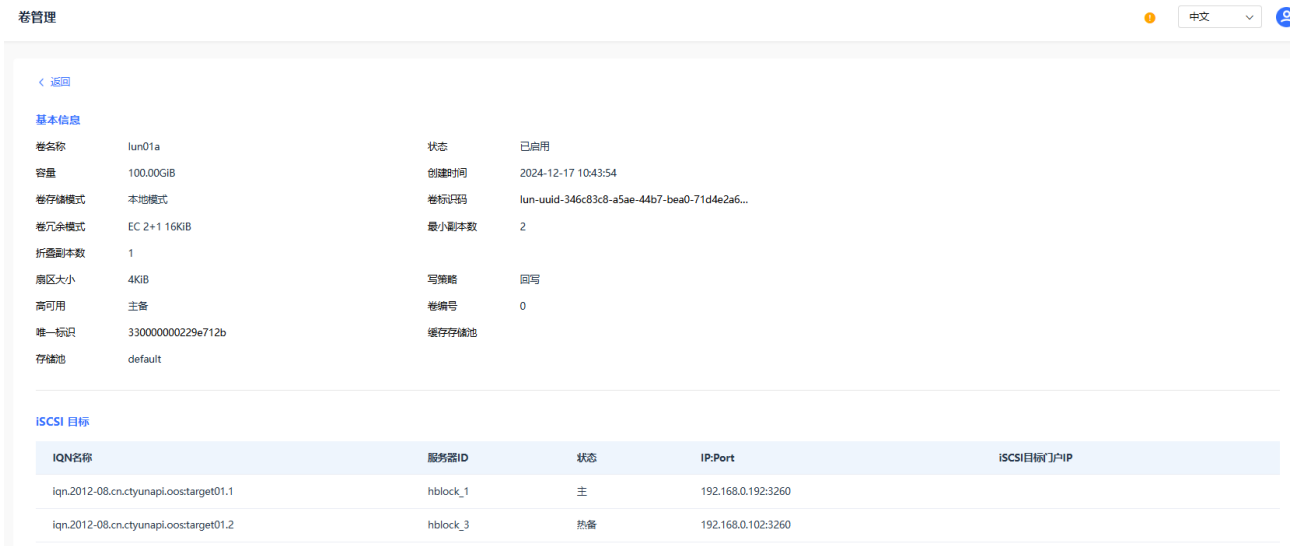 卷管理
中文
返回
基本信息
卷名称 lun01a 状态 已启用
容量 100.00GiB 创建时间 2024-12-17 10:43:54
卷存储模式 本地模式 卷标识码 lun-uuid-346c83c8-a5ae-44b7-bea0-71d4e2a6...
卷冗余模式 EC 2+1 16KiB 最小副本数 2
折叠副本数 1
扇区大小 4KiB 写策略 回写
高可用 主备 卷编号 0
唯一标识 330000000229e712b 缓存存储池
存储池 default
iSCSI 目标
IQN名称 服务器ID 状态 IP:Port iSCSI目标门户IP
iqn.2012-08.cn.ctyunapi.oos:target01.1 hblock_1 主 192.168.0.192:3260
iqn.2012-08.cn.ctyunapi.oos:target01.2 hblock_3 热备 192.168.0.102:3260